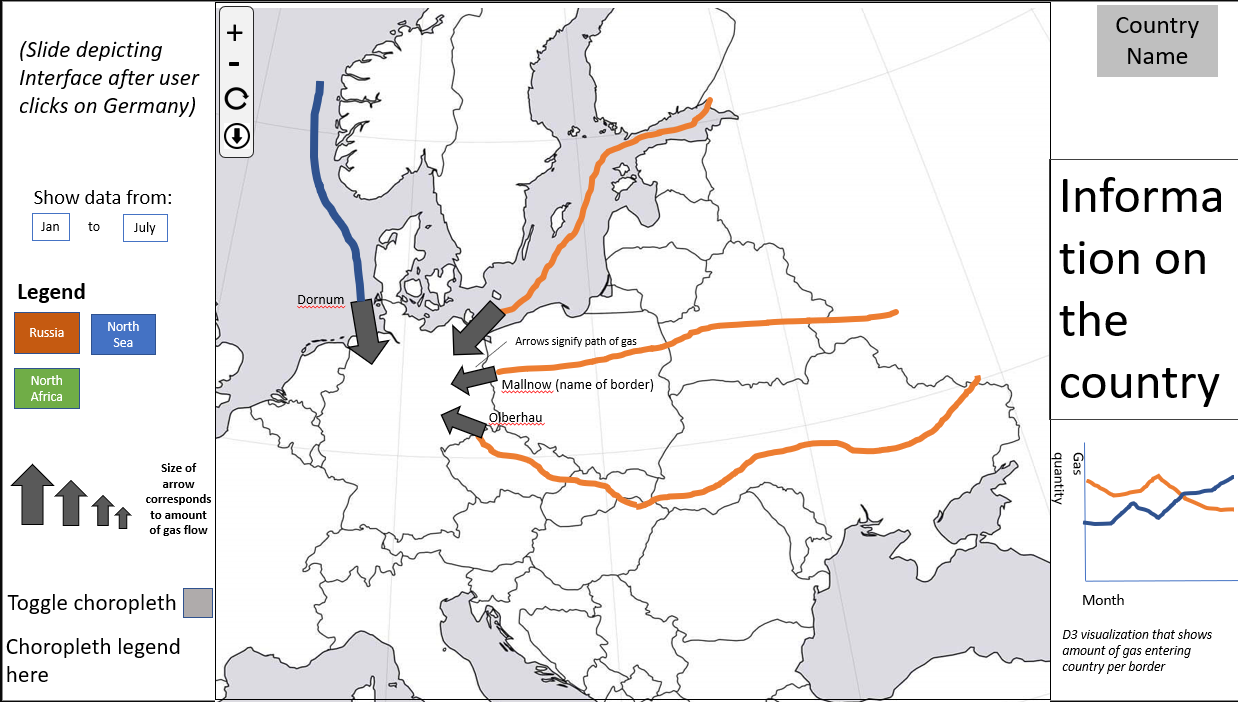 (Slide depicting
Interface after user
clicks on Germany)
Show data from:
Jan to July
Legend
Russia
North
Sea
North
Africa
Size of
arrow
corresponds
to amount
of gas flow
Toggle choropleth
Choropleth legend
here
+
-
Dornum
Arrows signify path of gas
Mallnow (name of border)
Olberhau
Country
Name
Informa
tion on
the
country
Gas
quantity
Month
D3 visualization that shows
amount of gas entering
country per border